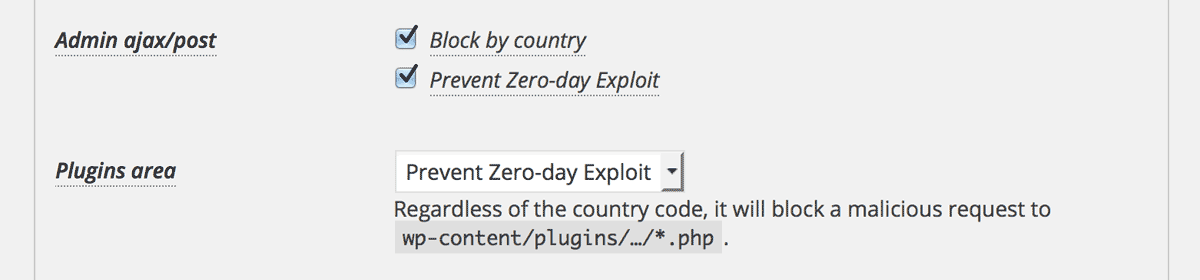 Admin ajax/post
Block by country
Prevent Zero-day Exploit
Plugins area
Prevent Zero-day Exploit
Regardless of the country code, it will block a malicious request to
wp-content/plugins/…/*.php .